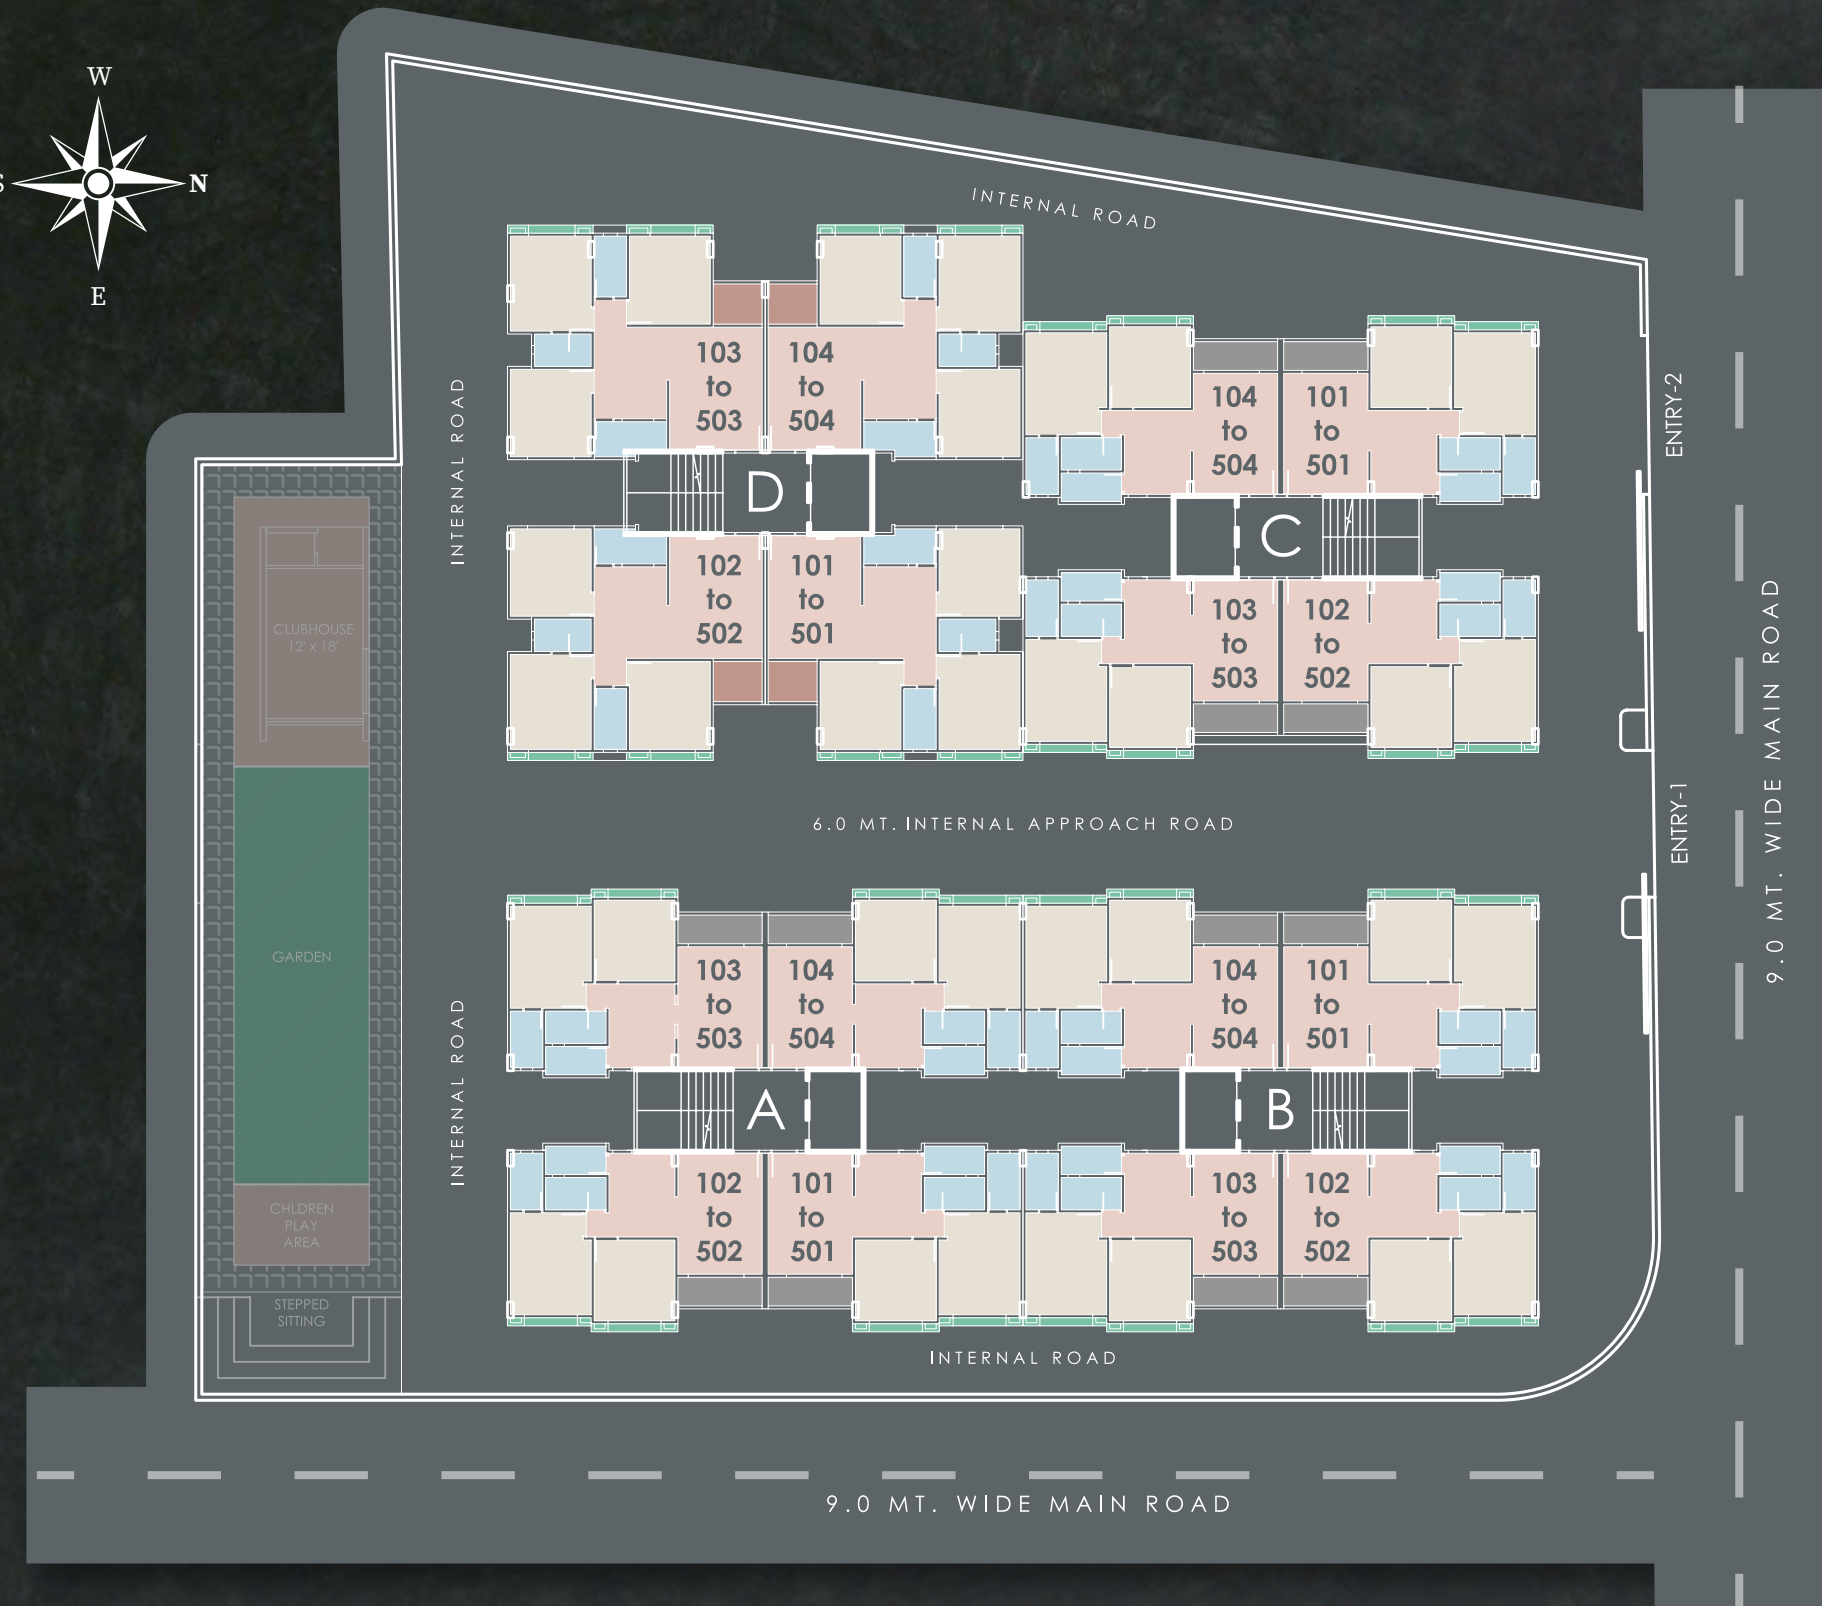 W
S
N
E
INTERNAL ROAD
INTERNAL ROAD
103
to
503
104
to
504
D
102
to
502
101
to
501
104
to
504
101
to
501
C
103
to
503
102
to
502
ENTRY-2
CLUBHOUSE
12' x 18'
9.0 MT. WIDE MAIN ROAD
6.0 MT. INTERNAL APPROACH ROAD
ENTRY-1
GARDEN
INTERNAL ROAD
103
to
503
104
to
504
A
102
to
502
101
to
501
104
to
504
101
to
501
B
103
to
503
102
to
502
CHLDREN
PLAY
AREA
STEPPED
SITTING
INTERNAL ROAD
9.0 MT. WIDE MAIN ROAD